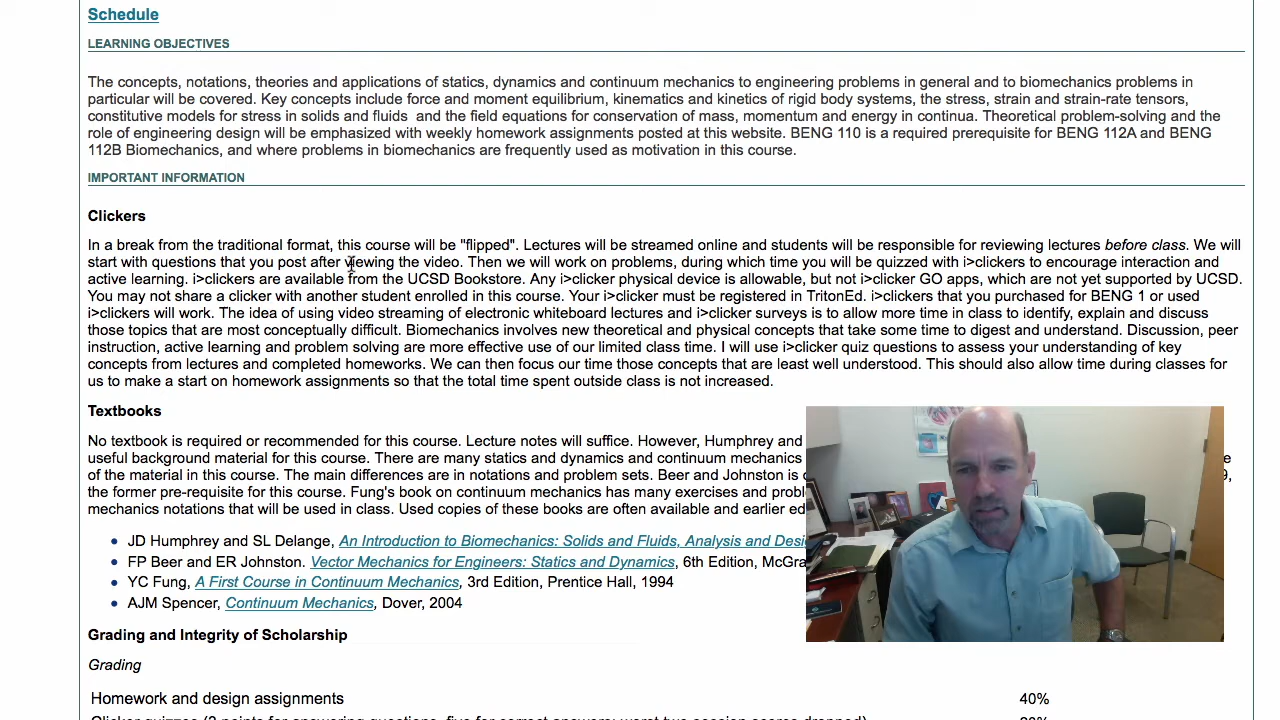 Schedule
LEARNING OBJECTIVES
The concepts, notations, theories and applications of statics, dynamics and continuum mechanics to engineering problems in general and to biomechanics problems in
particular will be covered. Key concepts include force and moment equilibrium, kinematics and kinetics of rigid body systems, the stress, strain and strain-rate tensors,
constitutive models for stress in solids and fluids and the field equations for conservation of mass, momentum and energy in continua. Theoretical problem-solving and the
role of engineering design will be emphasized with weekly homework assignments posted at this website. BENG 110 is a required prerequisite for BENG 112A and BENG
112B Biomechanics, and where problems in biomechanics are frequently used as motivation in this course.
IMPORTANT INFORMATION
Clickers
In a break from the traditional format, this course will be "flipped". Lectures will be streamed online and students will be responsible for reviewing lectures before class. We will
start with questions that you post after viewing the video. Then we will work on problems, during which time you will be quizzed with i>clickers to encourage interaction and
active learning. i>clickers are available from the UCSD Bookstore. Any i>clicker physical device is allowable, but not i>clicker GO apps, which are not yet supported by UCSD.
You may not share a clicker with another student enrolled in this course. Your i>clicker must be registered in TritonEd. i>clickers that you purchased for BENG 1 or used
i>clickers will work. The idea of using video streaming of electronic whiteboard lectures and i>clicker surveys is to allow more time in class to identify, explain and discuss
those topics that are most conceptually difficult. Biomechanics involves new theoretical and physical concepts that take some time to digest and understand. Discussion, peer
instruction, active learning and problem solving are more effective use of our limited class time. I will use i>clicker quiz questions to assess your understanding of key
concepts from lectures and completed homeworks. We can then focus our time those concepts that are least well understood. This should also allow time during classes for
us to make a start on homework assignments so that the total time spent outside class is not increased.
Textbooks
No textbook is required or recommended for this course. Lecture notes will suffice. However, Humphrey and
useful background material for this course. There are many statics and dynamics and continuum mechanics
of the material in this course. The main differences are in notations and problem sets. Beer and Johnston is
the former pre-requisite for this course. Fung's book on continuum mechanics has many exercises and
mechanics notations that will be used in class. Used copies of these books are often available and earlier
• JD Humphrey and SL Delange, An Introduction to Biomechanics: Solids and Fluids, Analysis and
• FP Beer and ER Johnston. Vector Mechanics for Engineers: Statics and Dynamics, 6th Edition,
• YC Fung, A First Course in Continuum Mechanics, 3rd Edition, Prentice Hall, 1994
• AJM Spencer, Continuum Mechanics, Dover, 2004
Grading and Integrity of Scholarship
Grading
Homework and design assignments 40%